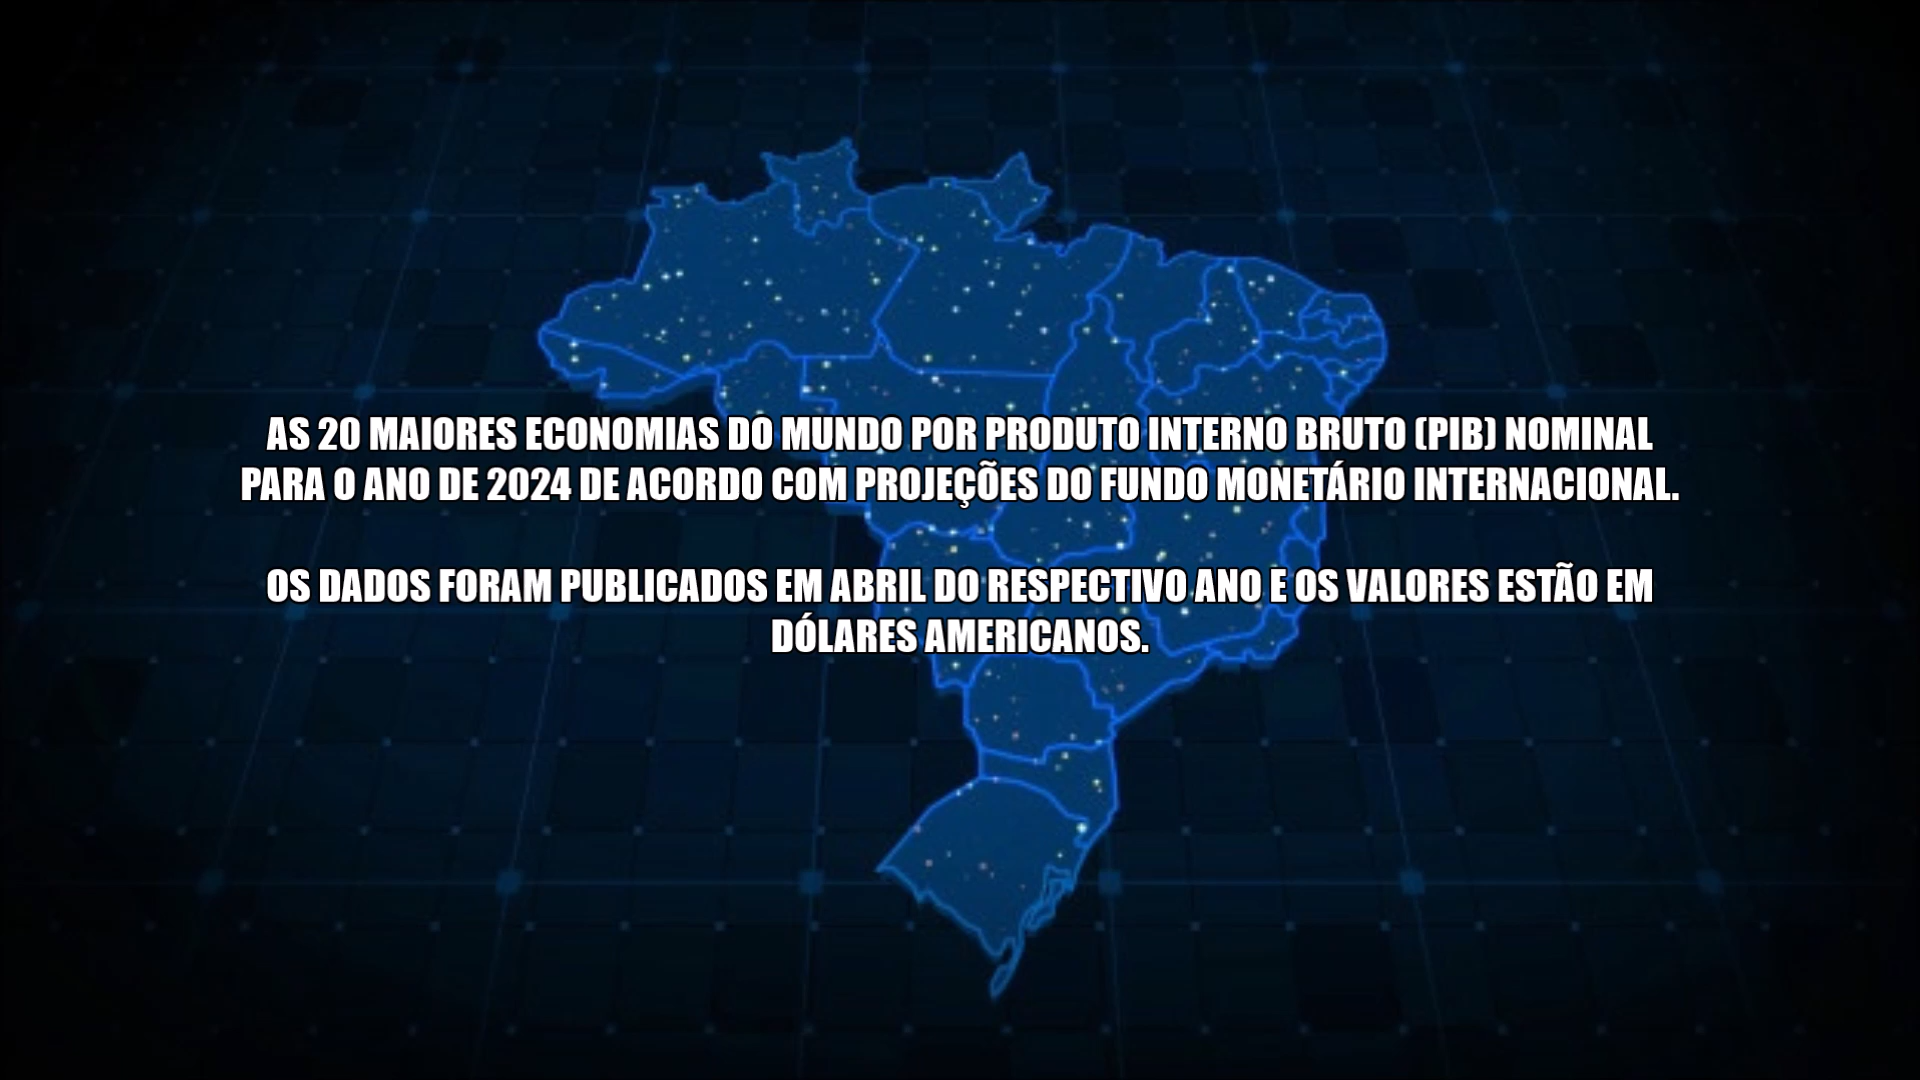 AS 20 MAIORES ECONOMIAS DO MUNDO POR PRODUTO INTERNO BRUTO (PIB) NOMINAL
PARA O ANO DE 2024 DE ACORDO COM PROJEÇÕES DO FUNDO MONETÁRIO INTERNACIONAL.
OS DADOS FORAM PUBLICADOS EM ABRIL DO RESPECTIVO ANO E OS VALORES ESTÃO EM
DÓLARES AMERICANOS.